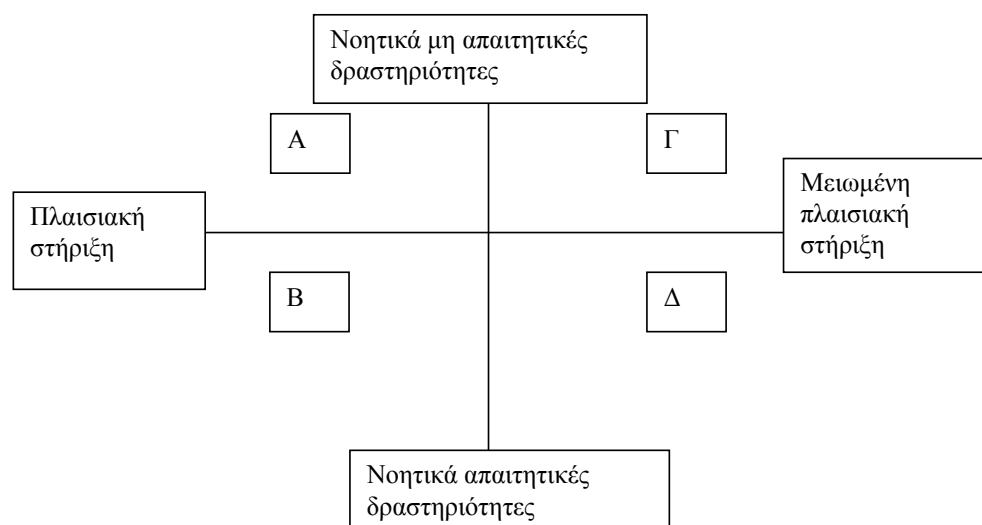 Νοητικά μη απαιτητικές
δραστηριότητες
Α
Γ
Πλαισιακή
στήριξη
Μειωμένη
πλαισιακή
στήριξη
Β
Δ
Νοητικά απαιτητικές
δραστηριότητες